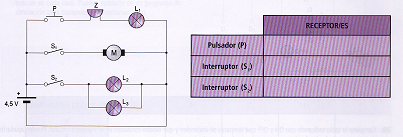 P
Z
L₁
S₁
M
S₂
L₂
L₃
+
4,5 V
RECEPTOR/ES
Pulsador (P)
Interruptor (S₁)
Interruptor (S₂)